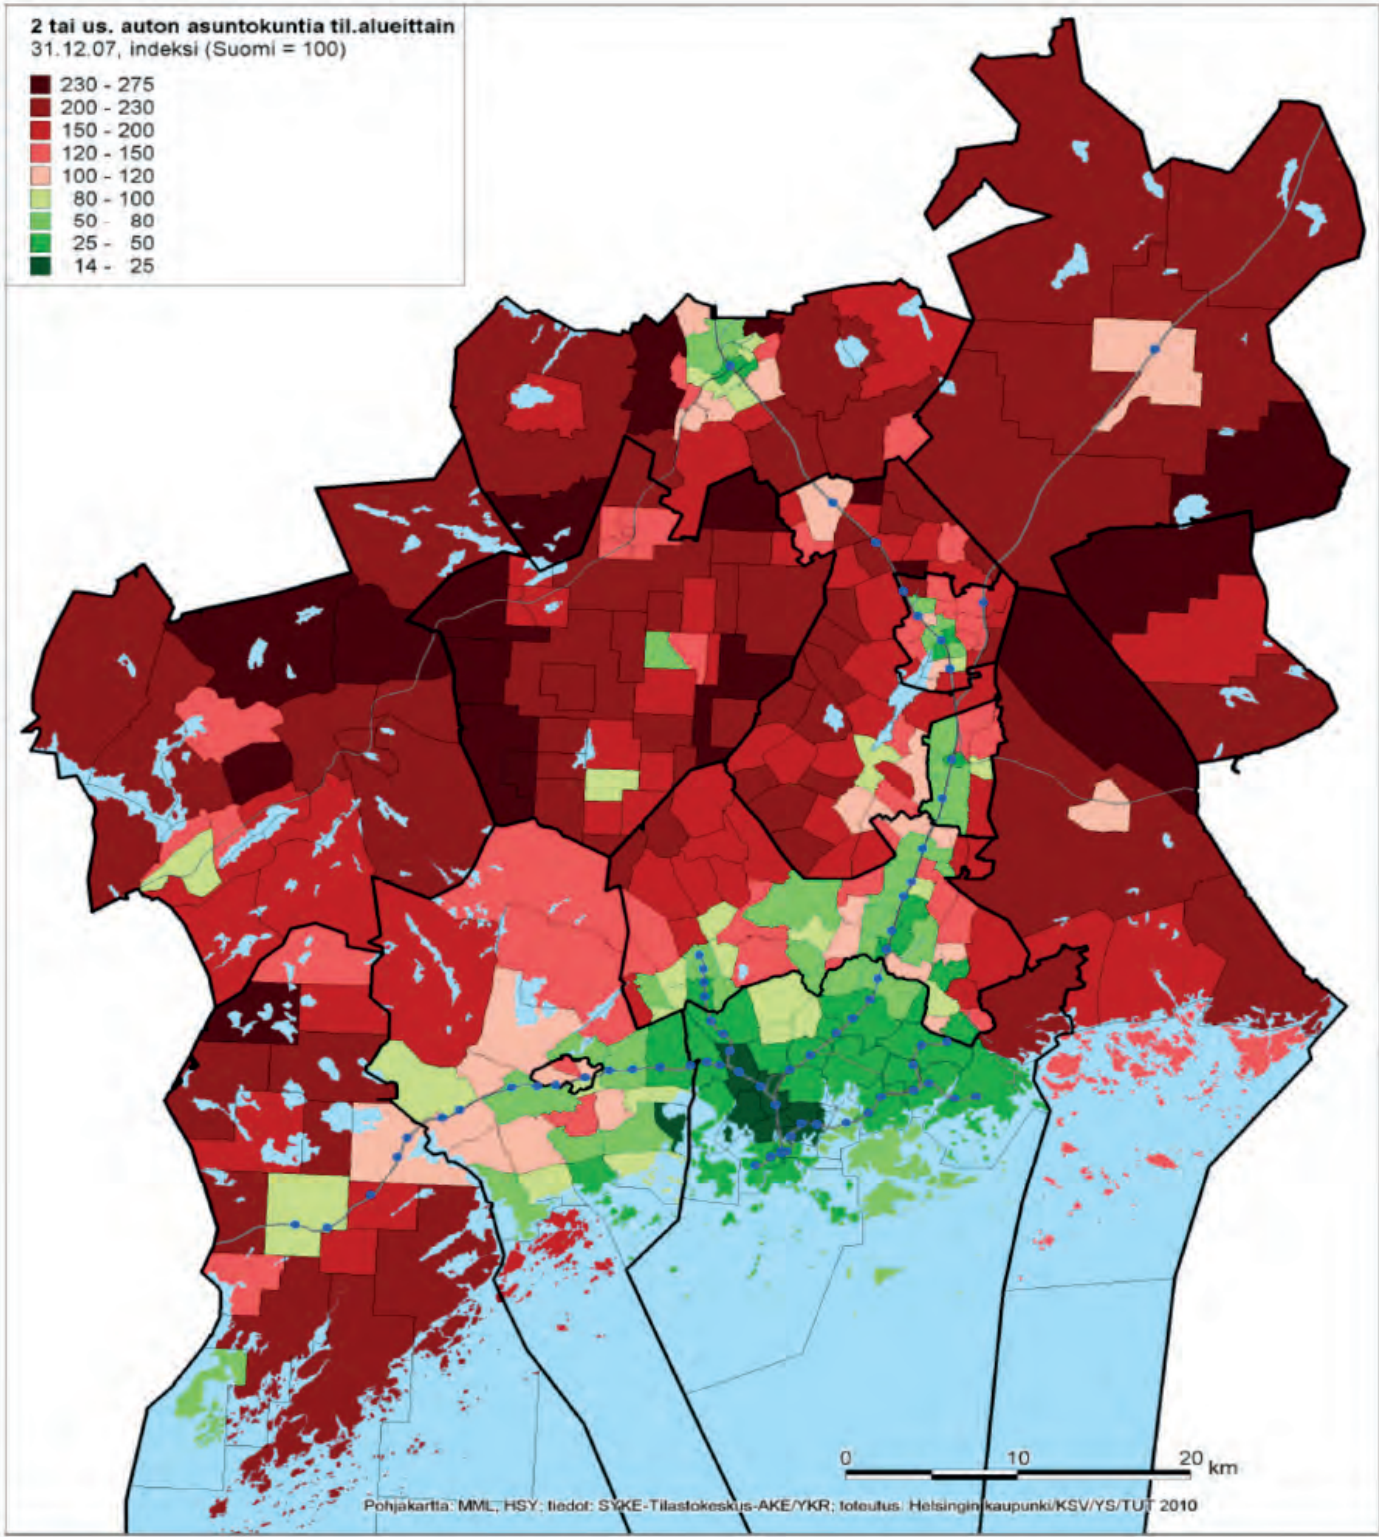 2 tai us. auton asuntokuntia til.alueittain
31.12.07, indeksi (Suomi = 100)
230 - 275
200 - 230
150 - 200
120 - 150
100 - 120
80 - 100
50 - 80
25 - 50
14 - 25
0 10 20 km
Pohjakartta: MML, HSY; tiedot: SYKE-Tilastokeskus-AKE/YKR; toteutus: Helsingin kaupunki/KSV/YS/TUT 2010